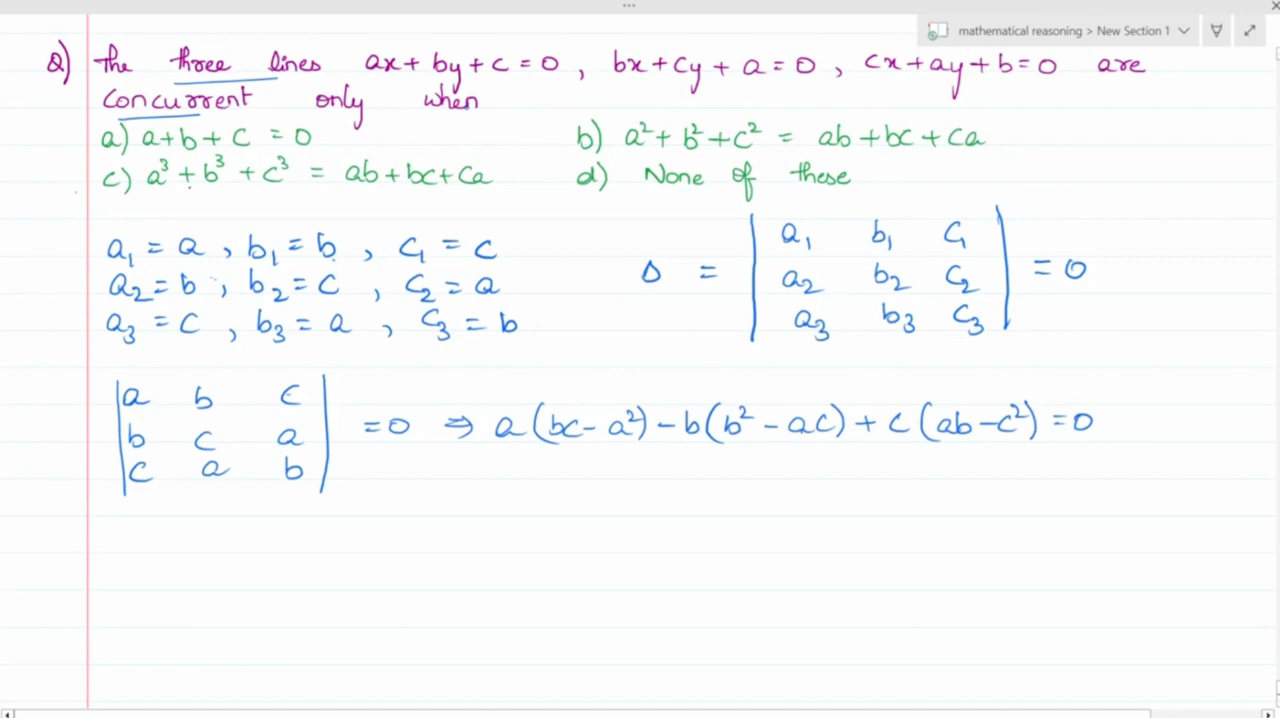 mathematical reasoning > New Section 1
Q) the three lines ax + by + c = 0 , bx + cy + a = 0 , cx + ay + b = 0 are
concurrent only when
a) a + b + c = 0 b) a² + b² + c² = ab + bc + ca
c) a³ + b³ + c³ = ab + bc + ca d) None of these
a₁ = a , b₁ = b , c₁ = c
a₂ = b , b₂ = c , c₂ = a
a₃ = c , b₃ = a , c₃ = b
Δ = | a₁ b₁ c₁ | = 0
| a₂ b₂ c₂ |
| a₃ b₃ c₃ |
| a b c |
| b c a | = 0 ⇒ a(bc - a²) - b(b² - ac) + c(ab - c²) = 0
| c a b |